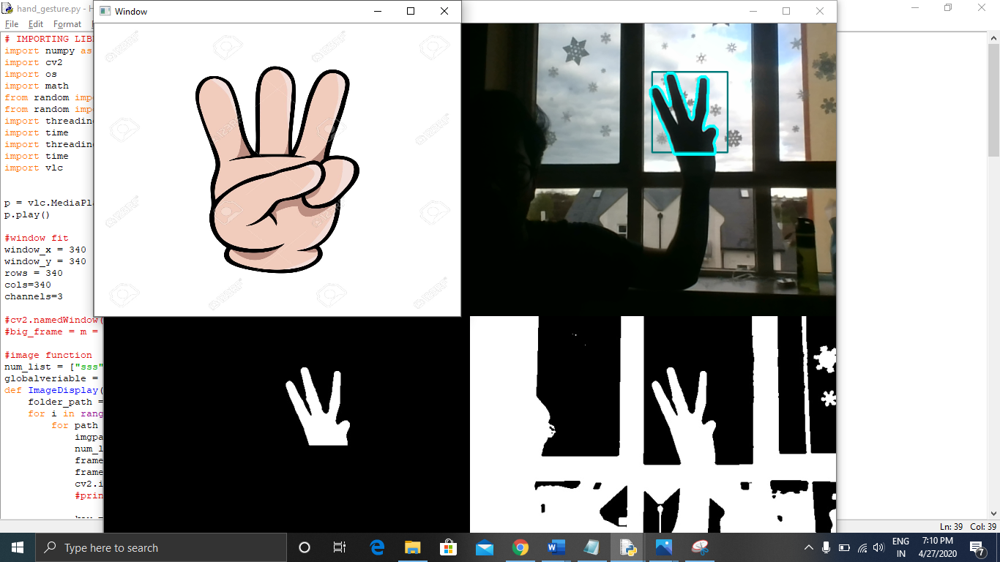 hand_gesture.py - H
Window
File Edit Format
# IMPORTING LIB
import numpy as
import cv2
import os
import math
from random imp
from random imp
import threading
import time
import threading
import time
import vlc
p = vlc.MediaPl
p.play()
#window fit
window_x = 340
window_y = 340
rows = 340
cols=340
channels=3
#cv2.namedWindow(
#big_frame = m =
#image function
num_list = ["sss"
globalveriable =
def ImageDisplay(
folder_path =
for i in rang
for path
imgpa
num_l
frame
frame
cv2.i
#prin
Ln: 39 Col: 39
Type here to search
ENG
IN
7:10 PM
4/27/2020
7